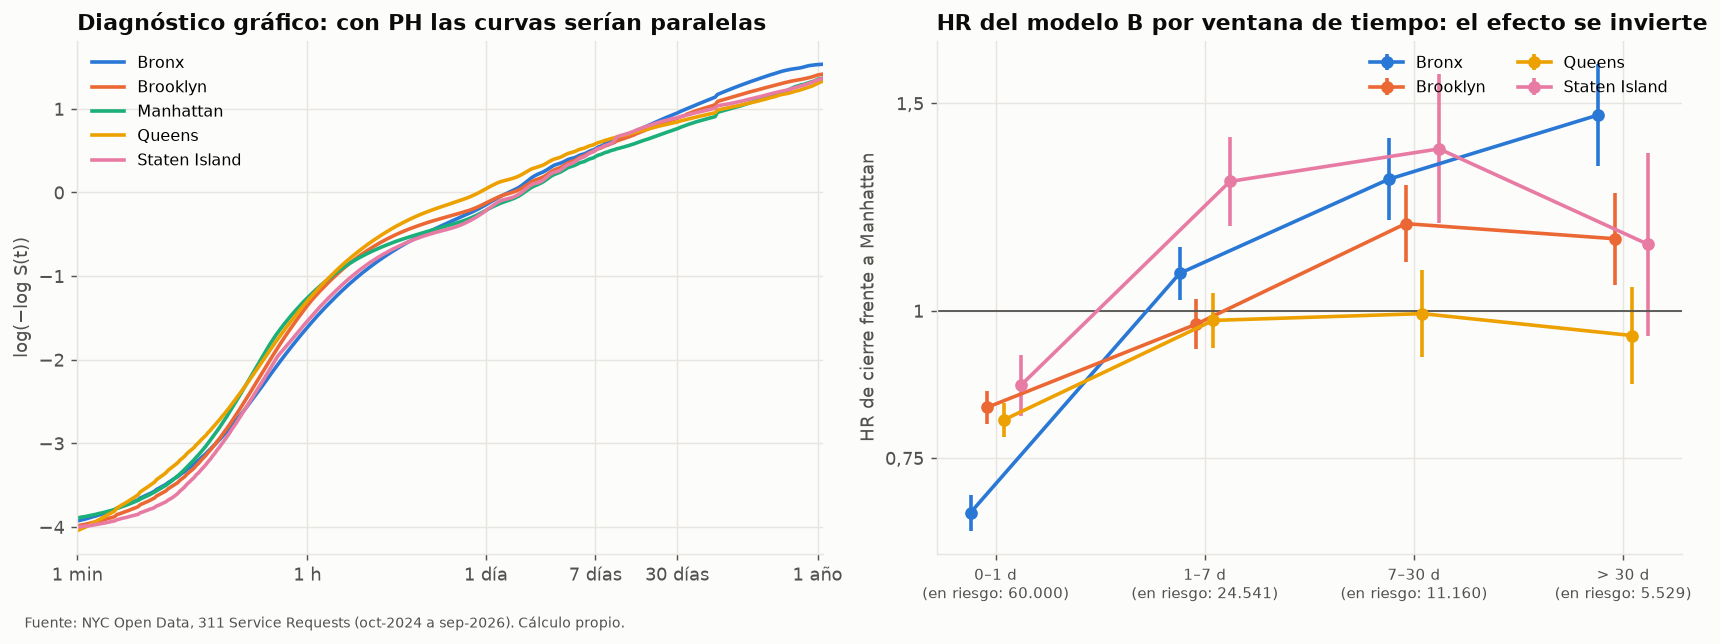 Diagnóstico gráfico: con PH las curvas serían paralelas
Bronx
Brooklyn
Manhattan
Queens
Staten Island
log(−log S(t))
1
0
−1
−2
−3
−4
1 min
1 h
1 día
7 días
30 días
1 año
HR del modelo B por ventana de tiempo: el efecto se invierte
Bronx
Brooklyn
Queens
Staten Island
HR de cierre frente a Manhattan
1,5
1
0,75
0–1 d
(en riesgo: 60.000)
1–7 d
(en riesgo: 24.541)
7–30 d
(en riesgo: 11.160)
> 30 d
(en riesgo: 5.529)
Fuente: NYC Open Data, 311 Service Requests (oct-2024 a sep-2026). Cálculo propio.